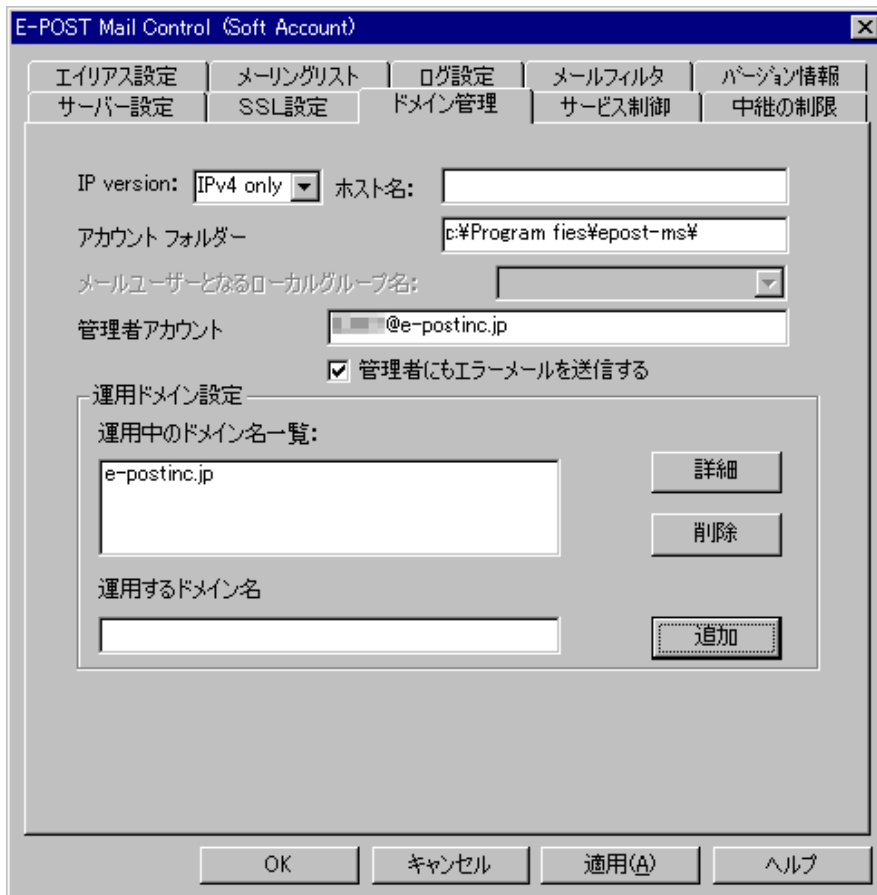 E-POST Mail Control (Soft Account)
エイリアス設定 メーリングリスト ログ設定 メールフィルタ バージョン情報
サーバー設定 SSL設定 ドメイン管理 サービス制御 中継の制限
IP version: IPv4 only ホスト名:
アカウント フォルダー c:¥Program fies¥epost-ms¥
メールユーザーとなるローカルグループ名:
管理者アカウント @e-postinc.jp
管理者にもエラーメールを送信する
運用ドメイン設定
運用中のドメイン名一覧:
e-postinc.jp
詳細
削除
運用するドメイン名
追加
OK キャンセル 適用(A) ヘルプ